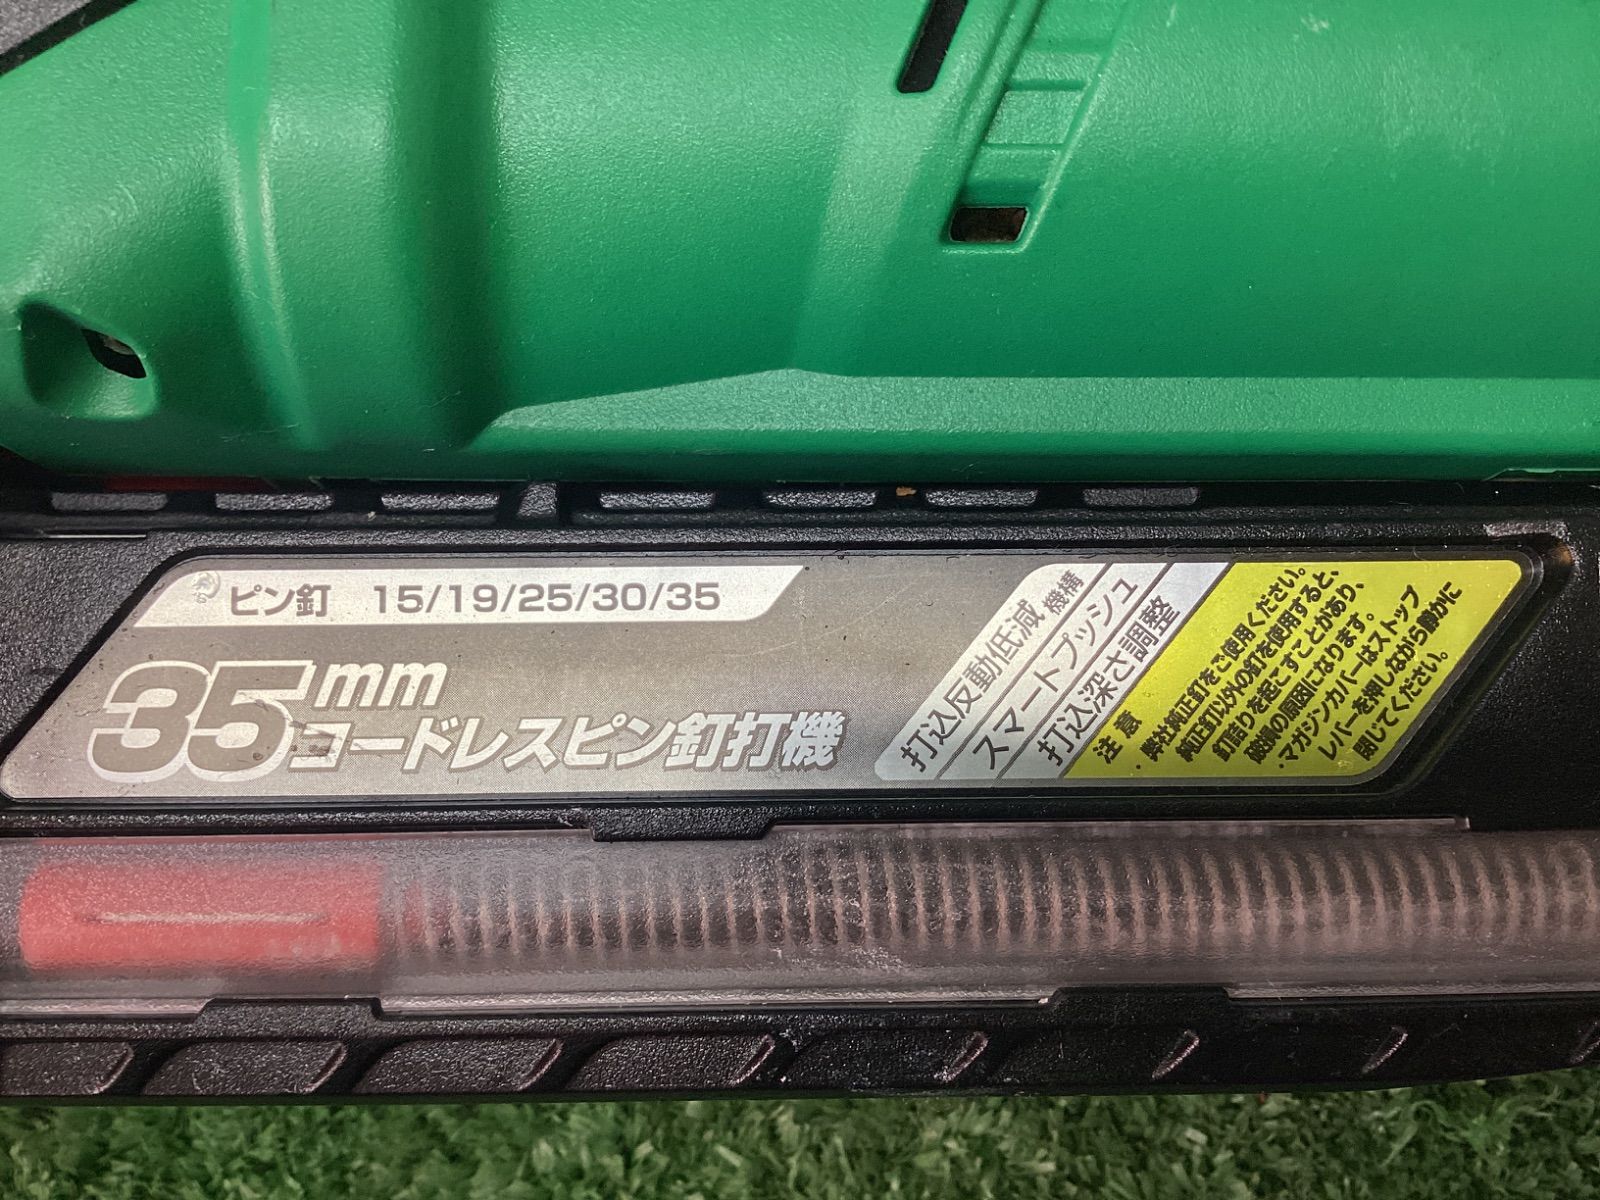 ピン釘 15/19/25/30/35
35mm
コードレスピン釘打機
打込反動低減機構
スマートプッシュ
打込深さ調整
注意
・弊社純正釘をご使用ください。
純正釘以外の釘を使用すると、
釘詰りを起こすことがあり、
故障の原因になります。
・マガジンカバーはストップ
レバーを押しながら静かに
閉じてください。